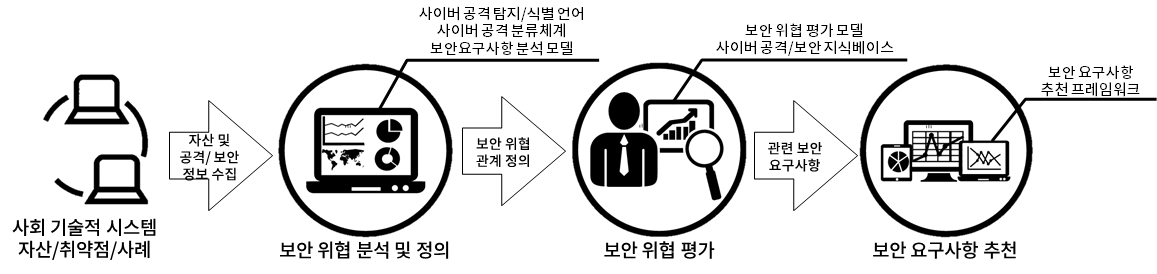 사이버 공격 탐지/식별 언어
사이버 공격 분류체계
보안요구사항 분석 모델
보안 위협 평가 모델
사이버 공격/보안 지식베이스
보안 요구사항
추천 프레임워크
자산 및
공격/ 보안
정보 수집
보안 위협
관계 정의
관련 보안
요구사항
사회 기술적 시스템
자산/취약점/사례
보안 위협 분석 및 정의
보안 위협 평가
보안 요구사항 추천